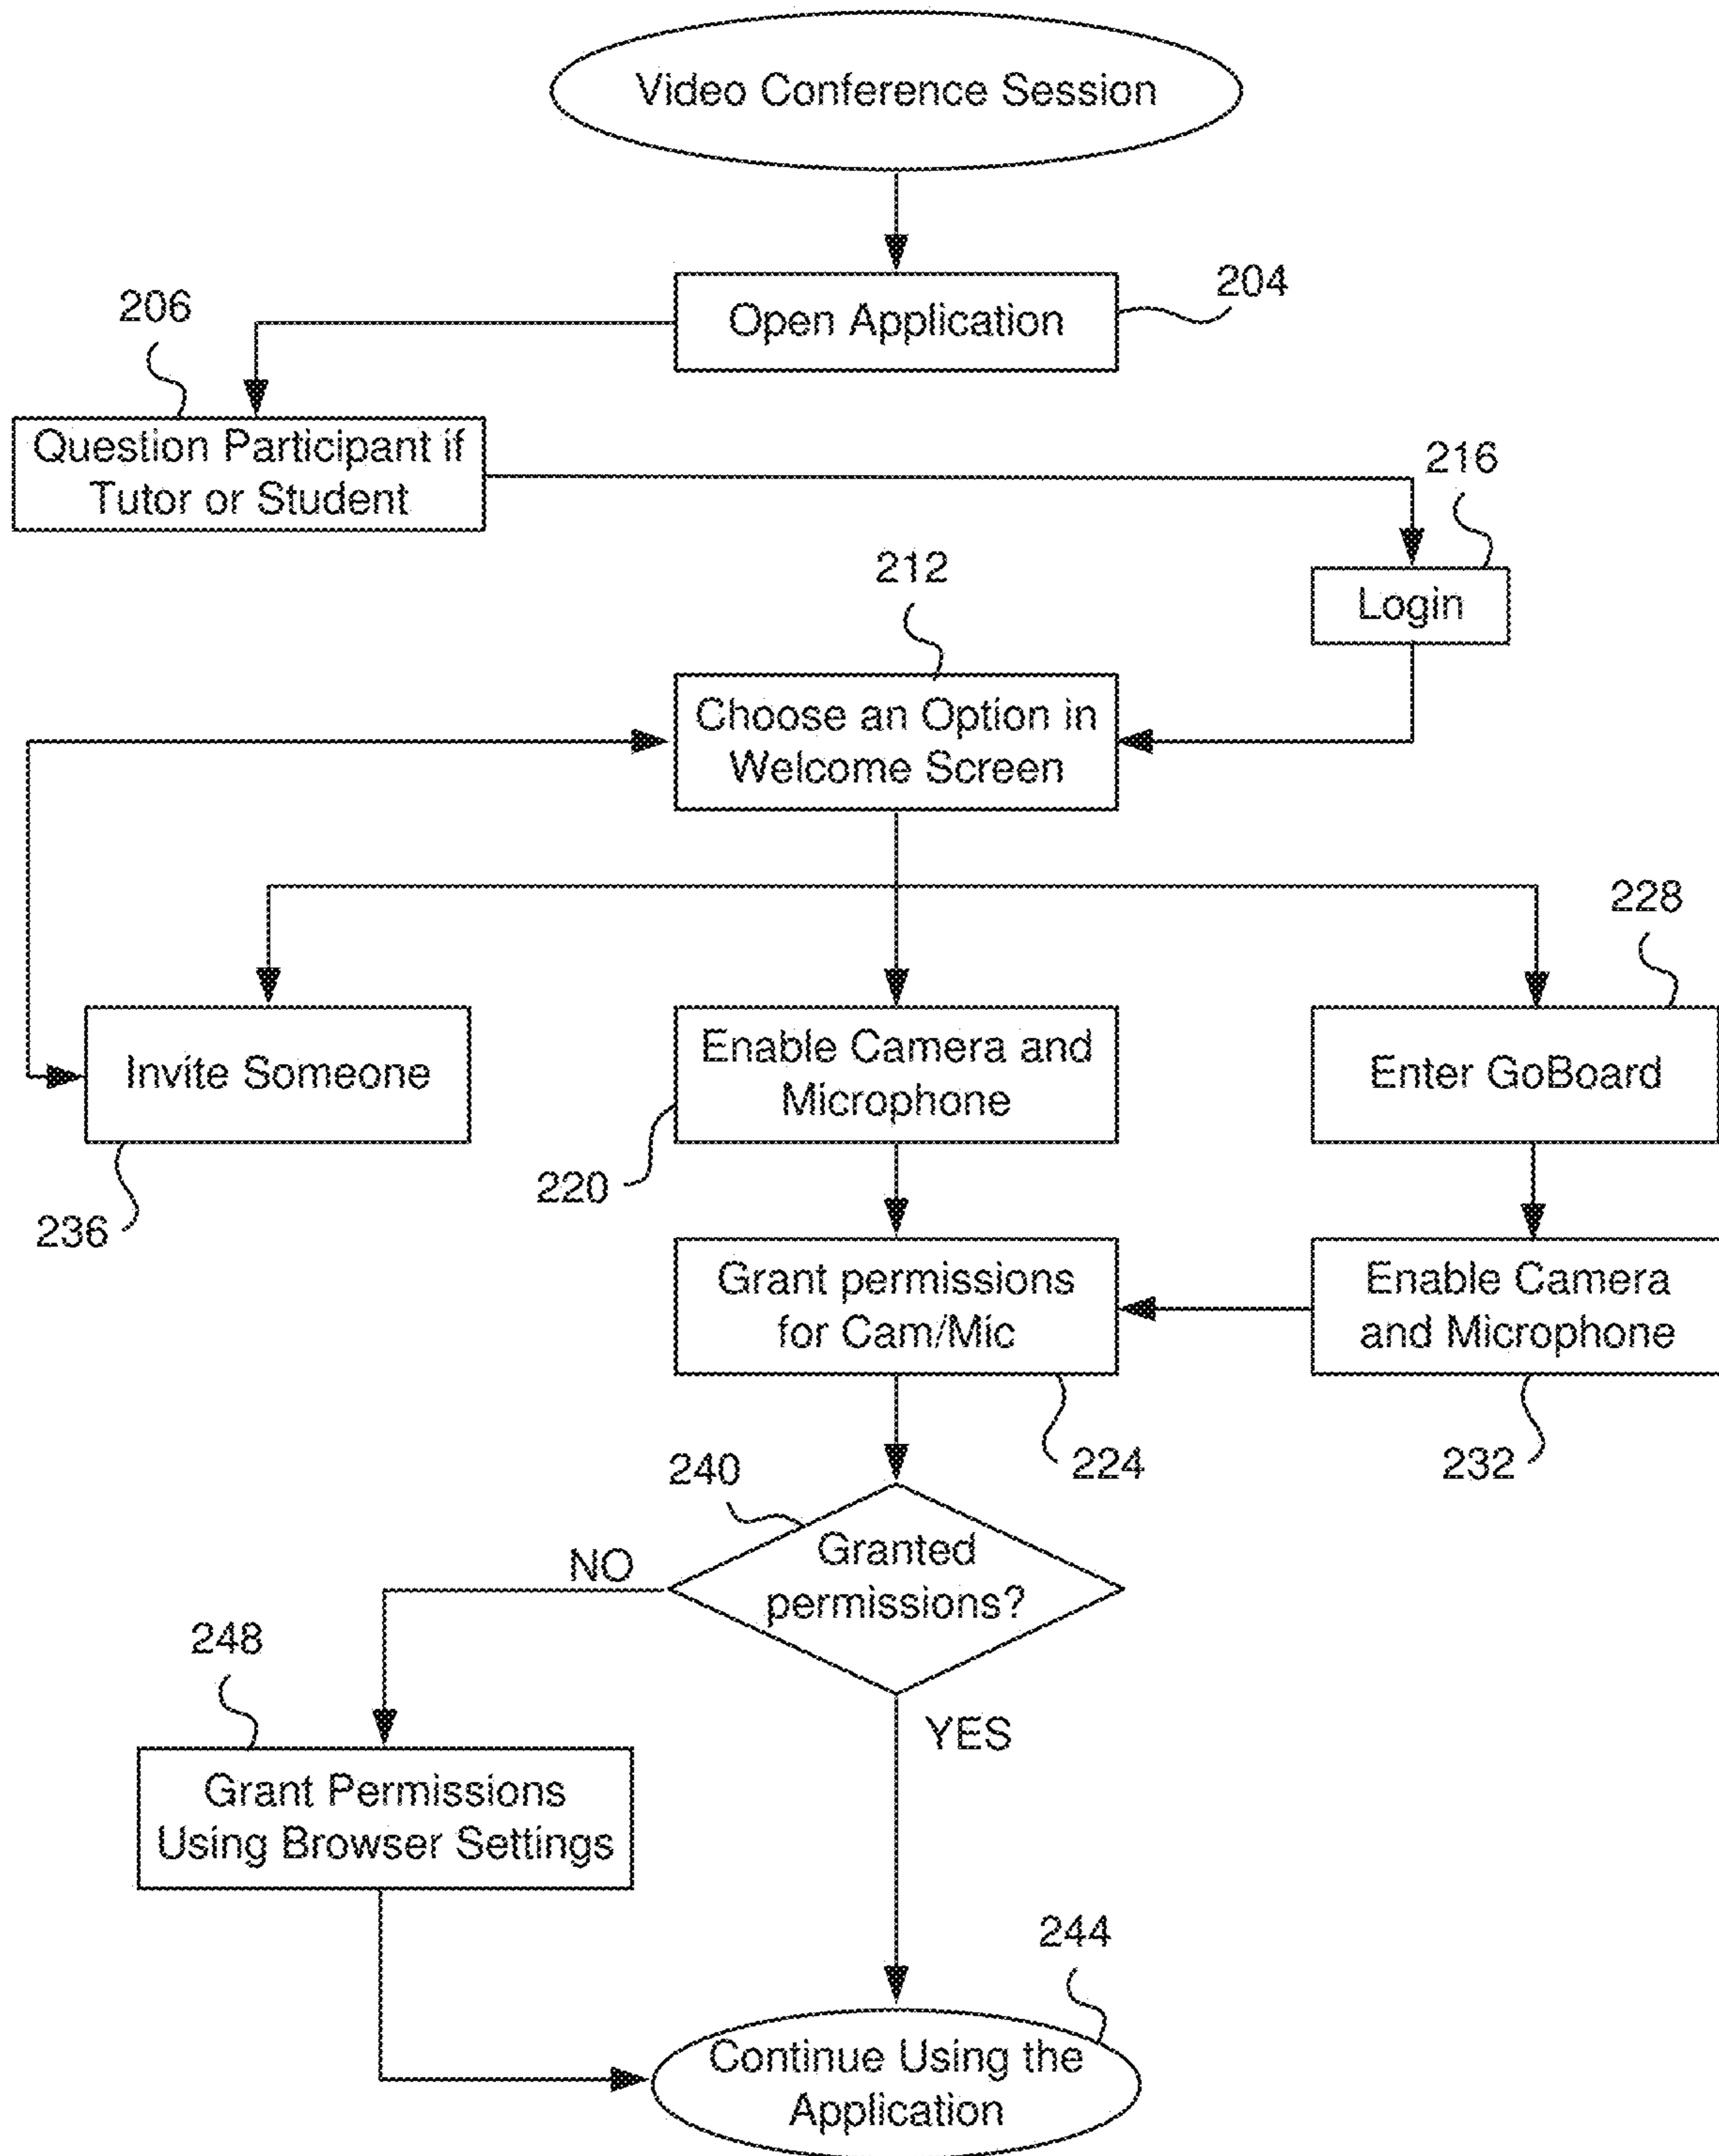 Video Conference Session
204
Open Application
206
Question Participant if
Tutor or Student
216
Login
212
Choose an Option in
Welcome Screen
228
Invite Someone
236
Enable Camera and
Microphone
220
Enter GoBoard
Grant permissions
for Cam/Mic
224
Enable Camera
and Microphone
232
240
Granted
permissions?
NO
YES
248
Grant Permissions
Using Browser Settings
244
Continue Using the
Application